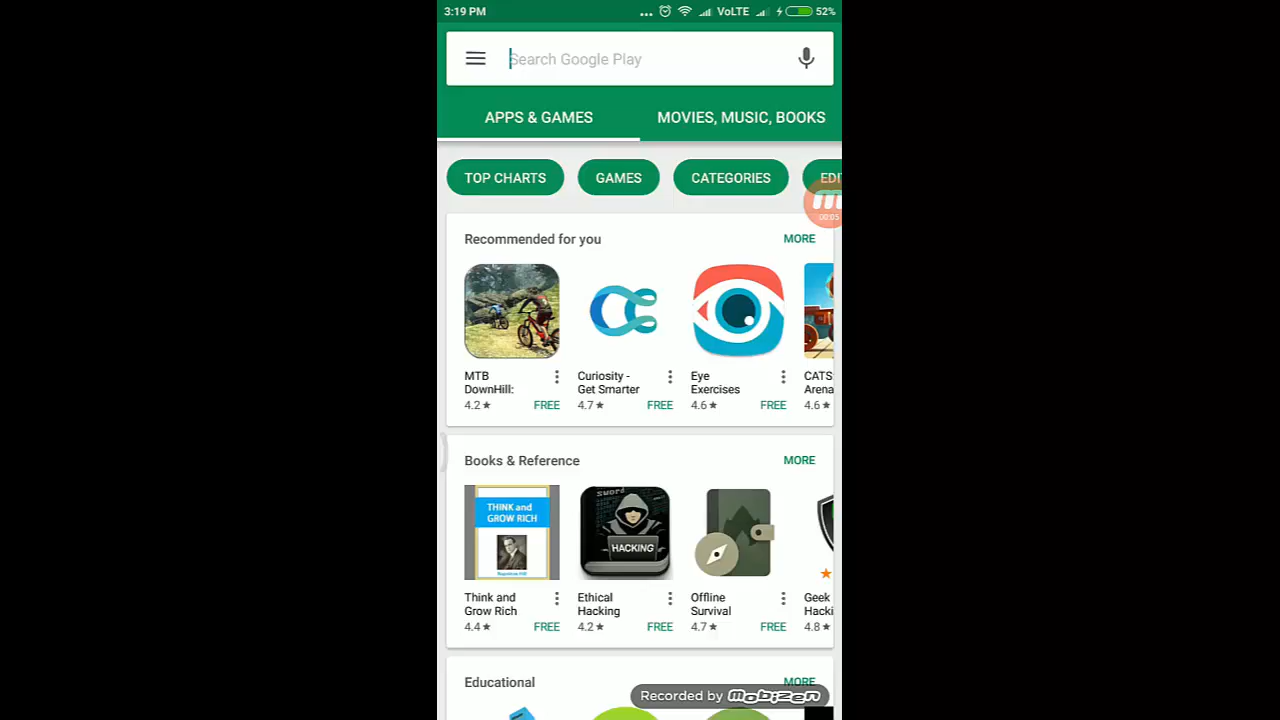 3:19 PM
... VoLTE 52%
Search Google Play
APPS & GAMES
MOVIES, MUSIC, BOOKS
TOP CHARTS
GAMES
CATEGORIES
EDI
00:05
Recommended for you
MORE
MTB
DownHill:
4.2★
FREE
Curiosity -
Get Smarter
4.7★
FREE
Eye
Exercises
4.6★
FREE
CATS
Arena
4.6★
Books & Reference
MORE
THINK and
GROW RICH
Think and
Grow Rich
4.4★
FREE
sword
HACKING
Ethical
Hacking
4.2★
FREE
Offline
Survival
4.7★
FREE
Geek
Hacki
4.8★
Educational
MORE
Recorded by mobizen